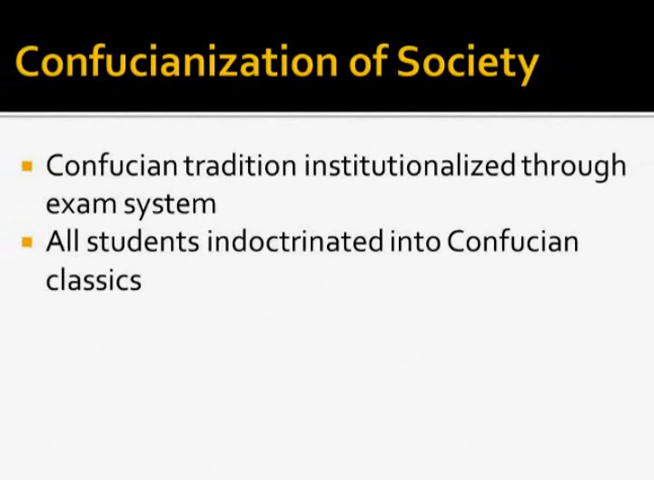 Confucianization of Society
Confucian tradition institutionalized through
exam system
All students indoctrinated into Confucian
classics